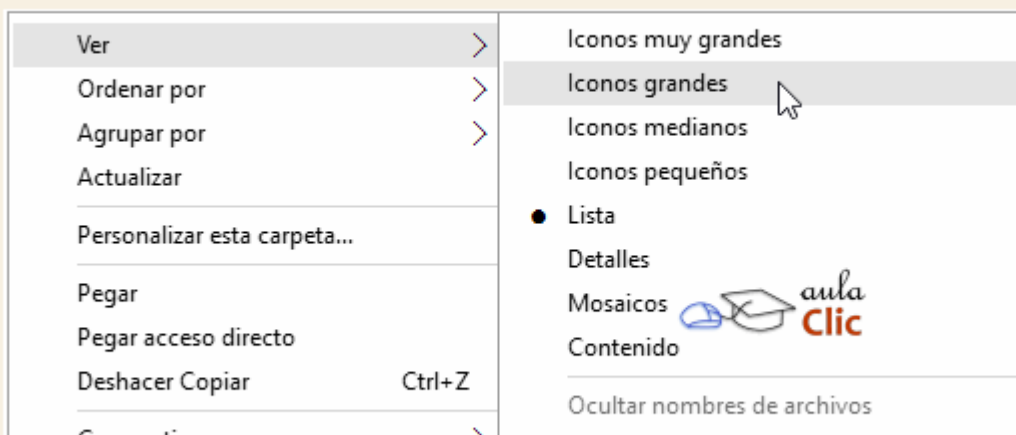 Ver
Ordenar por
Agrupar por
Actualizar
Personalizar esta carpeta...
Pegar
Pegar acceso directo
Deshacer Copiar Ctrl+Z
Iconos muy grandes
Iconos grandes
Iconos medianos
Iconos pequeños
Lista
Detalles
Mosaicos
Contenido
Ocultar nombres de archivos
aula
Clic